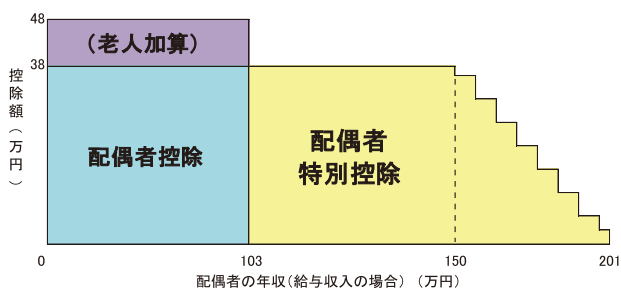 48
（老人加算）
38
控除額（万円）
配偶者控除
配偶者
特別控除
0
103
150
201
配偶者の年収（給与収入の場合）（万円）